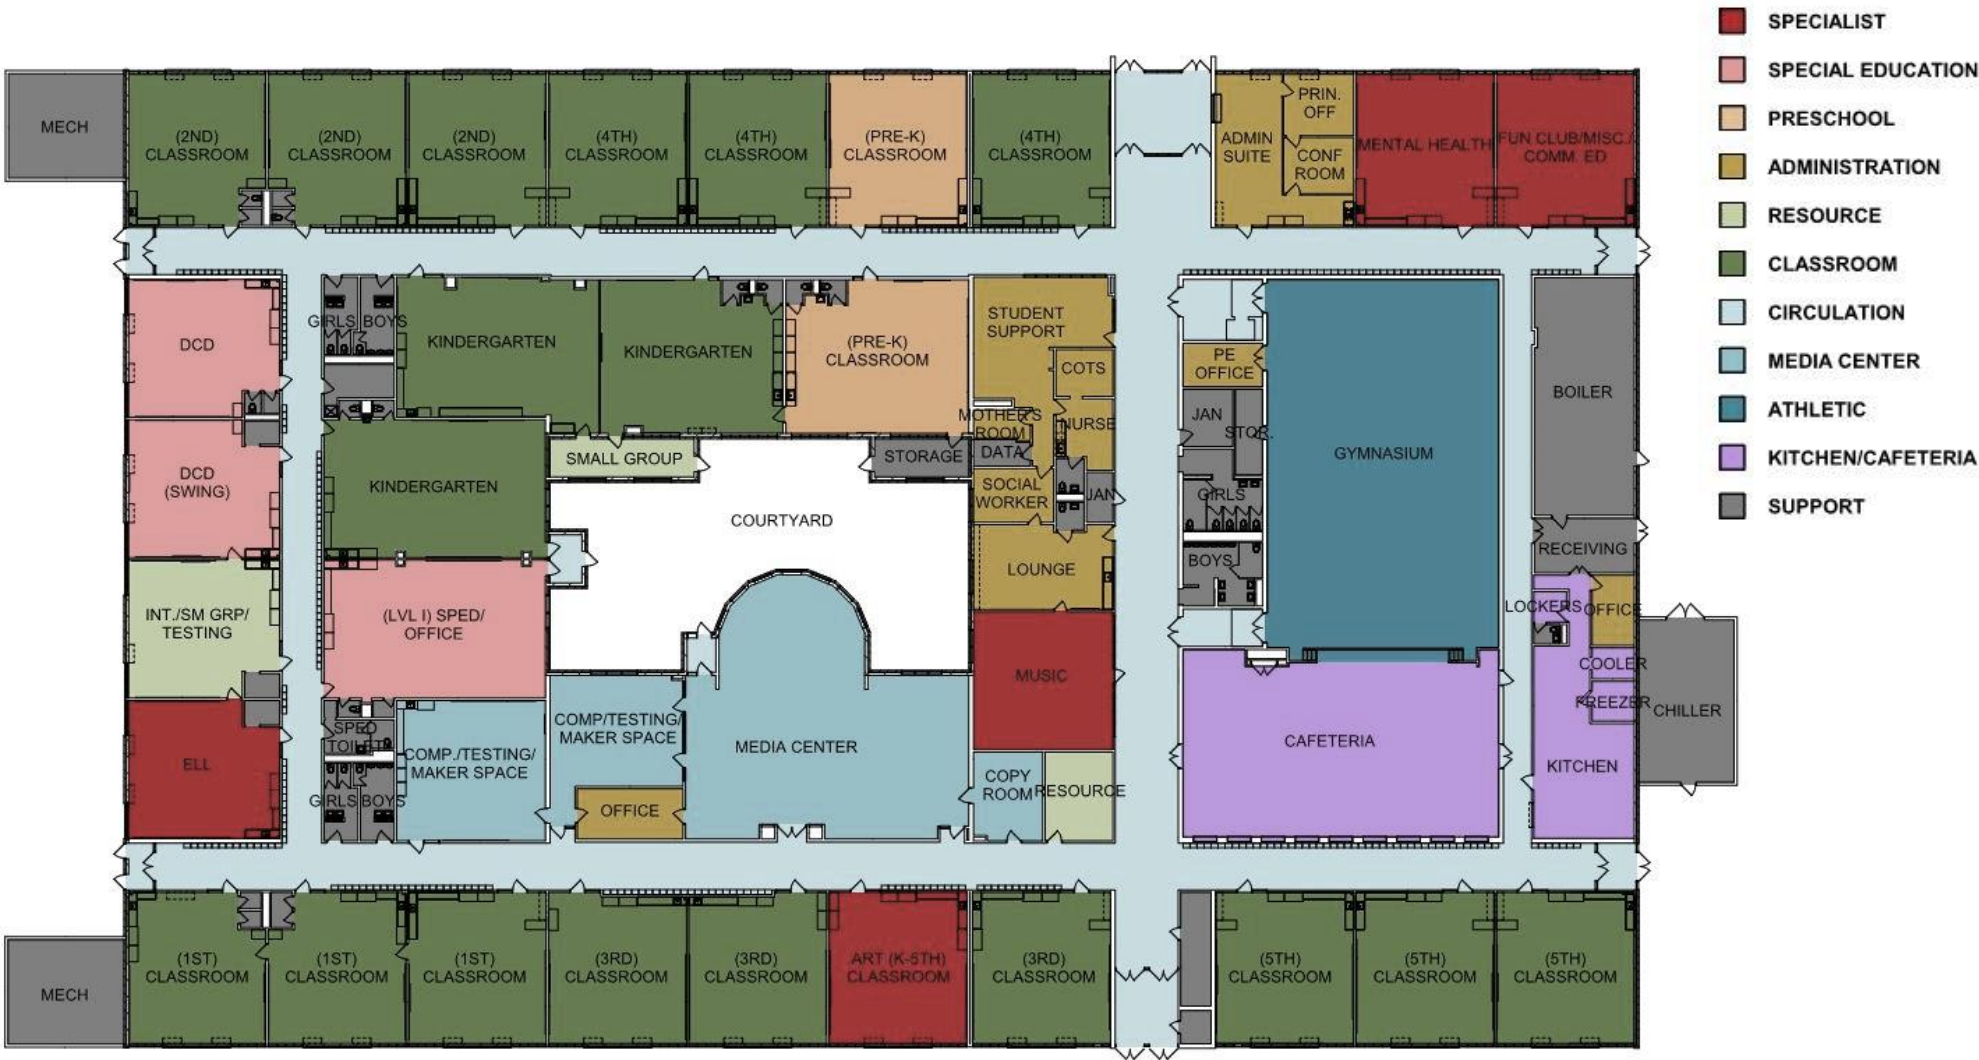 SPECIALIST
SPECIAL EDUCATION
PRESCHOOL
ADMINISTRATION
RESOURCE
CLASSROOM
CIRCULATION
MEDIA CENTER
ATHLETIC
KITCHEN/CAFETERIA
SUPPORT
MECH
(2ND)
CLASSROOM
(2ND)
CLASSROOM
(2ND)
CLASSROOM
(4TH)
CLASSROOM
(4TH)
CLASSROOM
(PRE-K)
CLASSROOM
(4TH)
CLASSROOM
ADMIN
SUITE
PRIN.
OFF
CONF
ROOM
MENTAL HEALTH
FUN CLUB/MISC./
COMM. ED
DCD
GIRLS
BOYS
KINDERGARTEN
KINDERGARTEN
(PRE-K)
CLASSROOM
STUDENT
SUPPORT
COTS
MOTHER'S
ROOM
NURSE
DATA
SOCIAL
WORKER
JAN
LOUNGE
PE
OFFICE
JAN
STOR.
GIRLS
BOYS
GYMNASIUM
BOILER
RECEIVING
LOCKERS
OFFICE
COOLER
FREEZER
CHILLER
KITCHEN
CAFETERIA
DCD
(SWING)
KINDERGARTEN
SMALL GROUP
STORAGE
COURTYARD
INT./SM GRP/
TESTING
(LVL I) SPED/
OFFICE
MUSIC
ELL
SPED
TOILET
GIRLS
BOYS
COMP./TESTING/
MAKER SPACE
COMP/TESTING/
MAKER SPACE
OFFICE
MEDIA CENTER
COPY
ROOM
RESOURCE
MECH
(1ST)
CLASSROOM
(1ST)
CLASSROOM
(1ST)
CLASSROOM
(3RD)
CLASSROOM
(3RD)
CLASSROOM
ART (K-5TH)
CLASSROOM
(3RD)
CLASSROOM
(5TH)
CLASSROOM
(5TH)
CLASSROOM
(5TH)
CLASSROOM